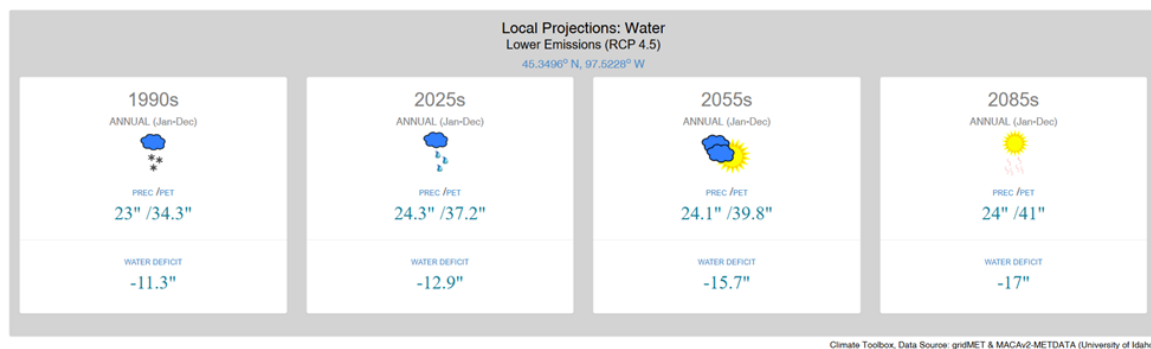 Local Projections: Water
Lower Emissions (RCP 4.5)
45.3496° N, 97.5228° W
1990s
ANNUAL (Jan-Dec)
PREC /PET
23" /34.3"
WATER DEFICIT
-11.3"
2025s
ANNUAL (Jan-Dec)
PREC /PET
24.3" /37.2"
WATER DEFICIT
-12.9"
2055s
ANNUAL (Jan-Dec)
PREC /PET
24.1" /39.8"
WATER DEFICIT
-15.7"
2085s
ANNUAL (Jan-Dec)
PREC /PET
24" /41"
WATER DEFICIT
-17"
Climate Toolbox, Data Source: gridMET & MACAv2-METDATA (University of Idaho